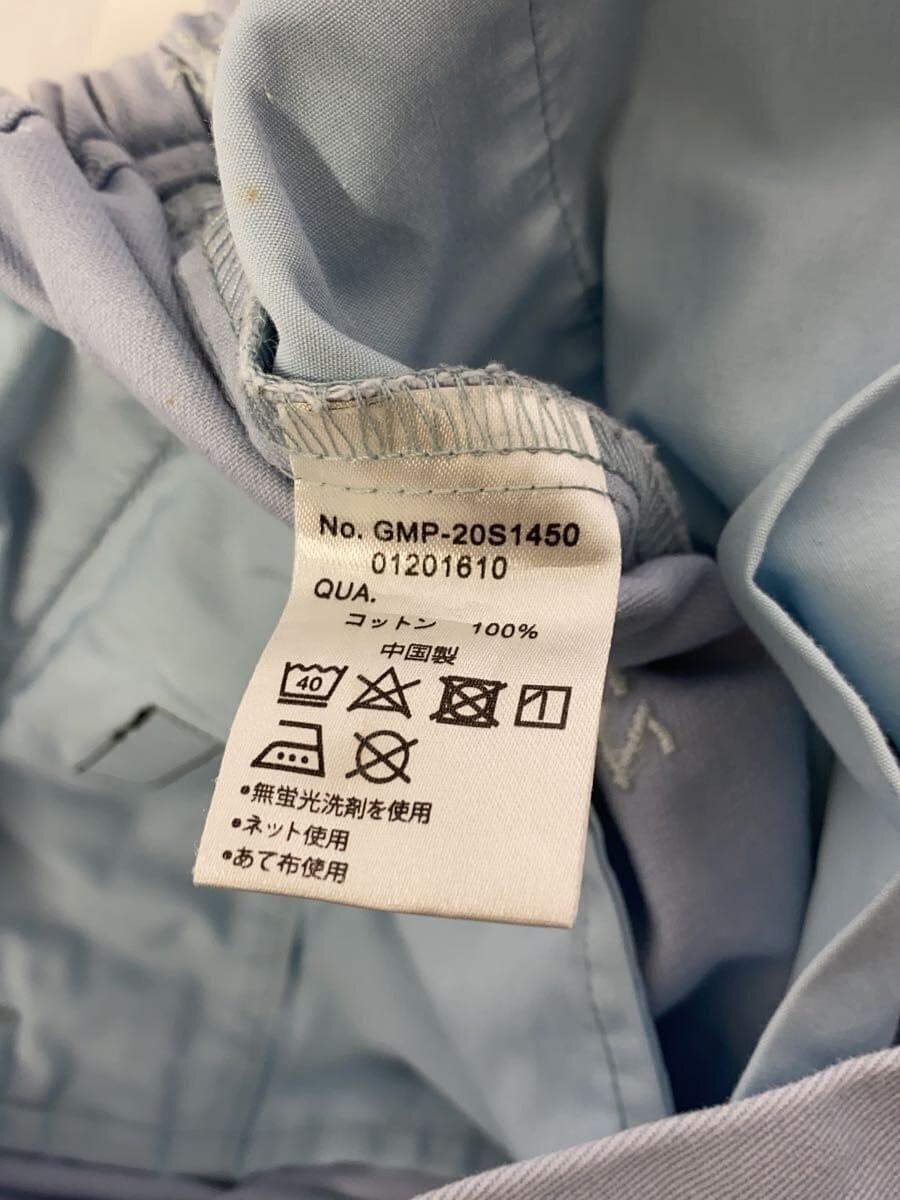 No. GMP-20S1450
01201610
QUA.
コットン 100%
中国製
40
•無蛍光洗剤を使用
•ネット使用
•あて布使用